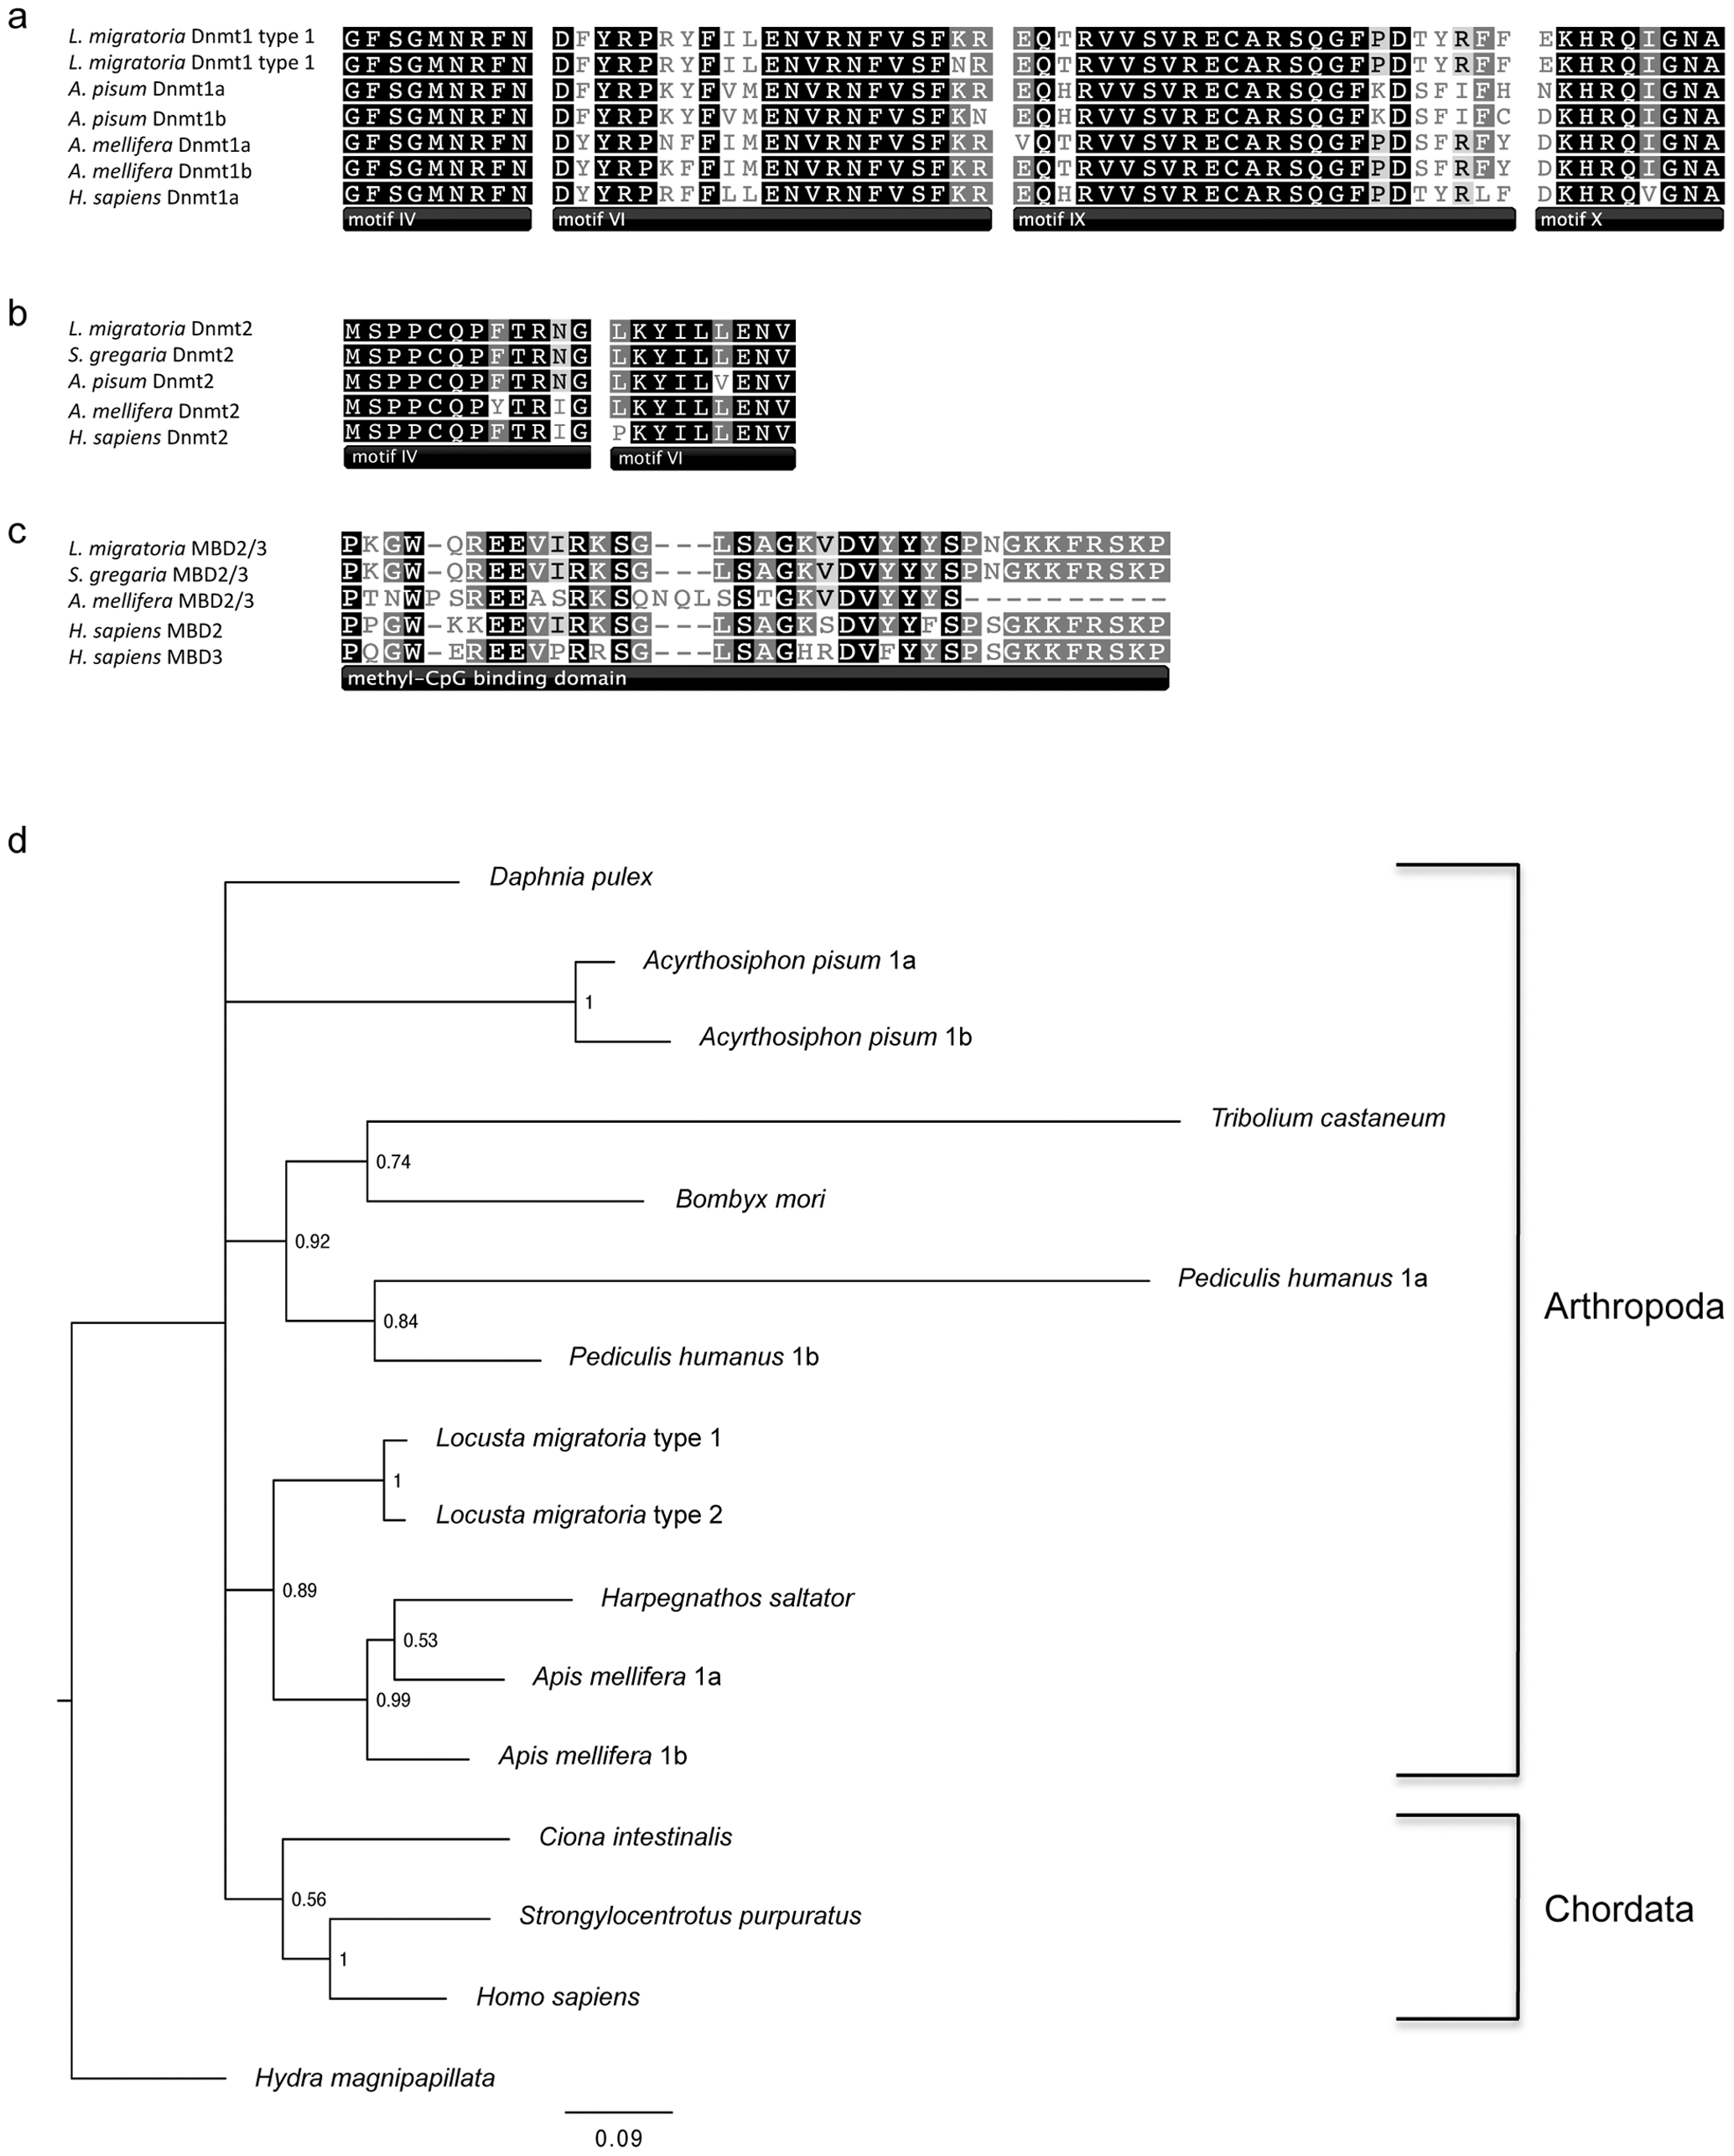 a
L. migratoria Dnmt1 type 1 GFSGMNRFN DFYRPRYFILENVRNFVSFKR EQTRVVSVRECARSQGFPDTYRFF EKHRQIGNA
L. migratoria Dnmt1 type 1 GFSGMNRFN DFYRPRYFILENVRNFVSFNR EQTRVVSVRECARSQGFPDTYRFF EKHRQIGNA
A. pisum Dnmt1a GFSGMNRFN DFYRPKYFVMENVRNFVSFKR EQHRVVSVRECARSQGFKDSFIFH NKHRQIGNA
A. pisum Dnmt1b GFSGMNRFN DFYRPKYFVMENVRNFVSFKN EQHRVVSVRECARSQGFKDSFIFC DKHRQIGNA
A. mellifera Dnmt1a GFSGMNRFN DYYRPNFFIMENVRNFVSFKR VQTRVVSVRECARSQGFPDSFRFY DKHRQIGNA
A. mellifera Dnmt1b GFSGMNRFN DYYRPKFFIMENVRNFVSFKR EQTRVVSVRECARSQGFPDSFRFY DKHRQIGNA
H. sapiens Dnmt1a GFSGMNRFN DYYRPRFFLLENVRNFVSFKR EQHRVVSVRECARSQGFPDTYRLF DKHRQVGNA
motif IV motif VI motif IX motif X
b
L. migratoria Dnmt2 MSPPCQPFTRNG LKYILLENV
S. gregaria Dnmt2 MSPPCQPFTRNG LKYILLENV
A. pisum Dnmt2 MSPPCQPFTRNG LKYILVENV
A. mellifera Dnmt2 MSPPCQPYTRIG LKYILLENV
H. sapiens Dnmt2 MSPPCQPFTRIG PKYILLENV
motif IV motif VI
c
L. migratoria MBD2/3 PKGW-QREEVIRKSG---LSAGKVDVYYYSPNGKKFRSKP
S. gregaria MBD2/3 PKGW-QREEVIRKSG---LSAGKVDVYYYSPNGKKFRSKP
A. mellifera MBD2/3 PTNWPSREEASRKSQNQLSSTGKVDVYYYS----------
H. sapiens MBD2 PPGW-KKEEVIRKSG---LSAGKSDVYYFSPSGKKFRSKP
H. sapiens MBD3 PQGW-EREEVPRRSG---LSAGHRDVFYYSPSGKKFRSKP
methyl-CpG binding domain
d
Daphnia pulex
Acyrthosiphon pisum 1a
1
Acyrthosiphon pisum 1b
Tribolium castaneum
0.74
Bombyx mori
0.92
Pediculis humanus 1a
Arthropoda
0.84
Pediculis humanus 1b
Locusta migratoria type 1
1
Locusta migratoria type 2
0.89
Harpegnathos saltator
0.53
Apis mellifera 1a
0.99
Apis mellifera 1b
Ciona intestinalis
0.56
Chordata
Strongylocentrotus purpuratus
1
Homo sapiens
Hydra magnipapillata
0.09